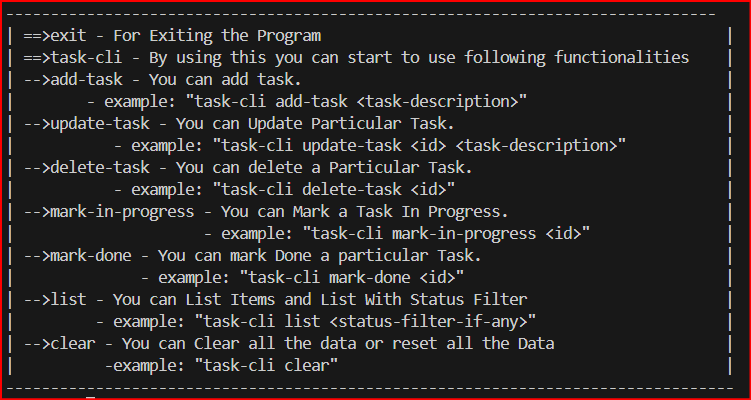 -------------------------------------------------------------------------------
| ==>exit - For Exiting the Program                                             |
| ==>task-cli - By using this you can start to use following functionalities    |
| -->add-task - You can add task.                                               |
|        - example: "task-cli add-task <task-description>"                      |
| -->update-task - You can Update Particular Task.                              |
|           - example: "task-cli update-task <id> <task-description>"           |
| -->delete-task - You can delete a Particular Task.                            |
|           - example: "task-cli delete-task <id>"                              |
| -->mark-in-progress - You can Mark a Task In Progress.                        |
|                     - example: "task-cli mark-in-progress <id>"               |
| -->mark-done - You can mark Done a particular Task.                           |
|              - example: "task-cli mark-done <id>"                             |
| -->list - You can List Items and List With Status Filter                      |
|         - example: "task-cli list <status-filter-if-any>"                     |
| -->clear - You can Clear all the data or reset all the Data                   |
|          -example: "task-cli clear"                                           |
---------------------------------------------------------------------------------